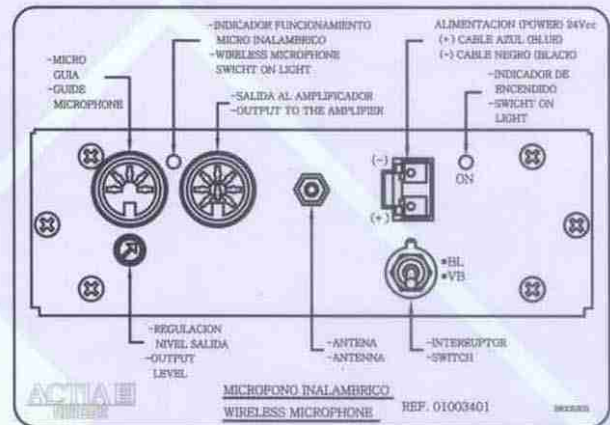 -INDICADOR FUNCIONAMIENTO
MICRO INALAMBRICO
-WIRELESS MICROPHONE
SWICHT ON LIGHT
ALIMENTACION (POWER) 24Vcc
(+) CABLE AZUL (BLUE)
(-) CABLE NEGRO (BLACK)
-MICRO
GUIA
-GUIDE
MICROPHONE
-SALIDA AL AMPLIFICADOR
-OUTPUT TO THE AMPLIFIER
-INDICADOR DE
ENCENDIDO
-SWICHT ON
LIGHT
(-)
ON
(+)
BL
VB
-REGULACION
NIVEL SALIDA
-OUTPUT
LEVEL
-ANTENA
-ANTENNA
-INTERRUPTOR
-SWITCH
ACTIA
MICROFONO INALAMBRICO
WIRELESS MICROPHONE
REF. 01003401